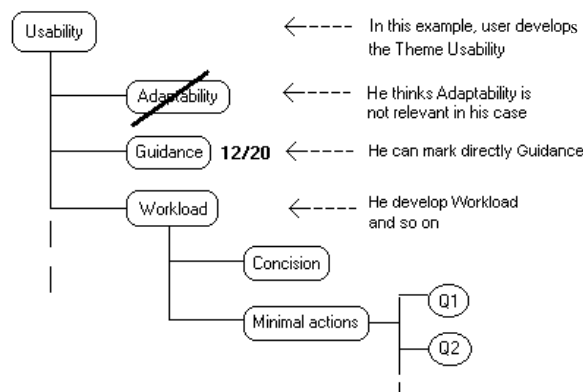 Usability
In this example, user develops
the Theme Usability
Adaptability
He thinks Adaptability is
not relevant in his case
Guidance 12/20
He can mark directly Guidance
Workload
He develop Workload
and so on
Concision
Minimal actions
Q1
Q2